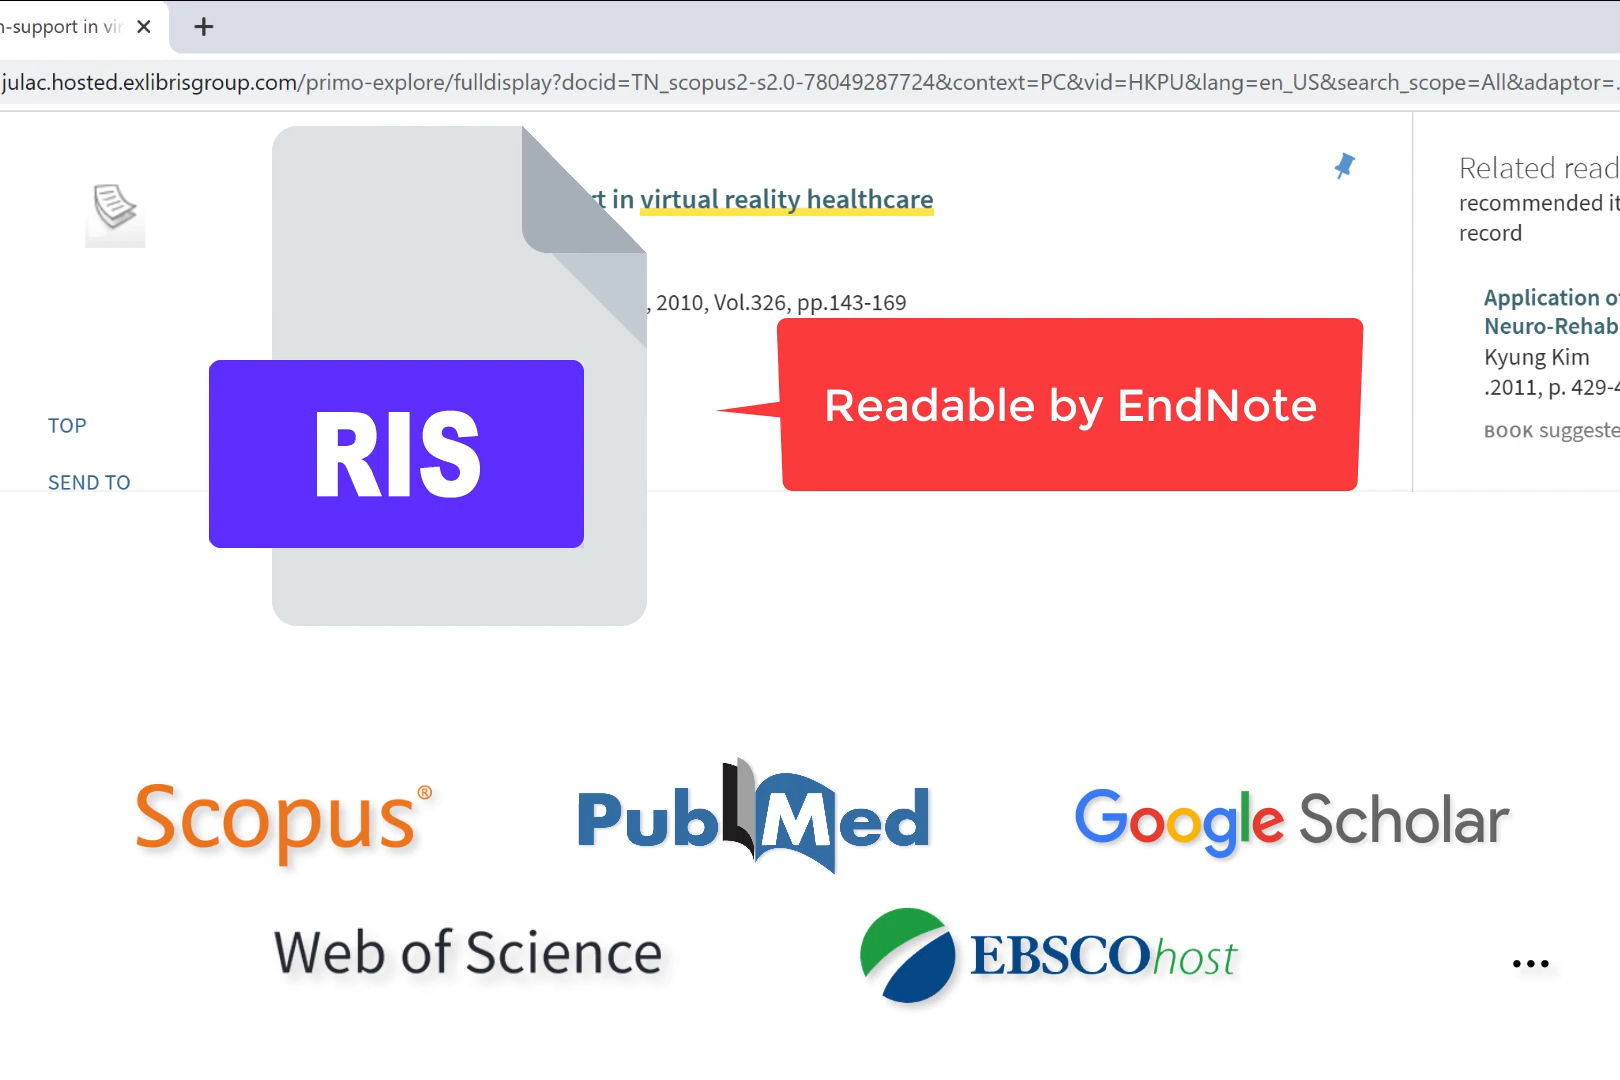 n-support in vir
julac.hosted.exlibrisgroup.com/primo-explore/fulldisplay?docid=TN_scopus2-s2.0-78049287724&context=PC&vid=HKPU&lang=en_US&search_scope=All&adaptor=...
Related read
recommended it
record
rt in virtual reality healthcare
, 2010, Vol.326, pp.143-169
Application of
Neuro-Rehab
Kyung Kim
.2011, p. 429-4
BOOK suggeste
Readable by EndNote
TOP
SEND TO
RIS
Scopus®
PubMed
Google Scholar
Web of Science
EBSCOhost
...